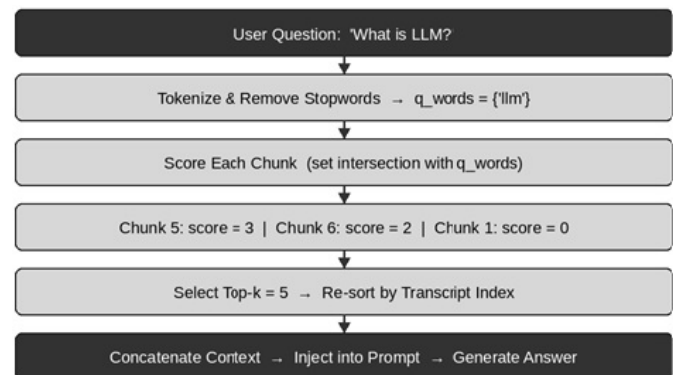 User Question: 'What is LLM?'
Tokenize & Remove Stopwords → q_words = {'llm'}
Score Each Chunk (set intersection with q_words)
Chunk 5: score = 3 | Chunk 6: score = 2 | Chunk 1: score = 0
Select Top-k = 5 → Re-sort by Transcript Index
Concatenate Context → Inject into Prompt → Generate Answer